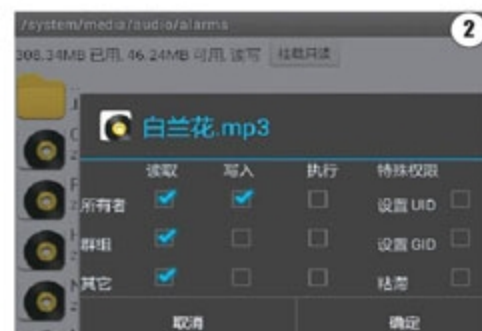 /system/media/audio/alarms
2
308.34MB 已用, 46.24MB 可用, 读写 挂载只读
白兰花.mp3
读取 写入 执行 特殊权限
所有者 设置 UID
群组 设置 GID
其它 粘滞
取消 确定